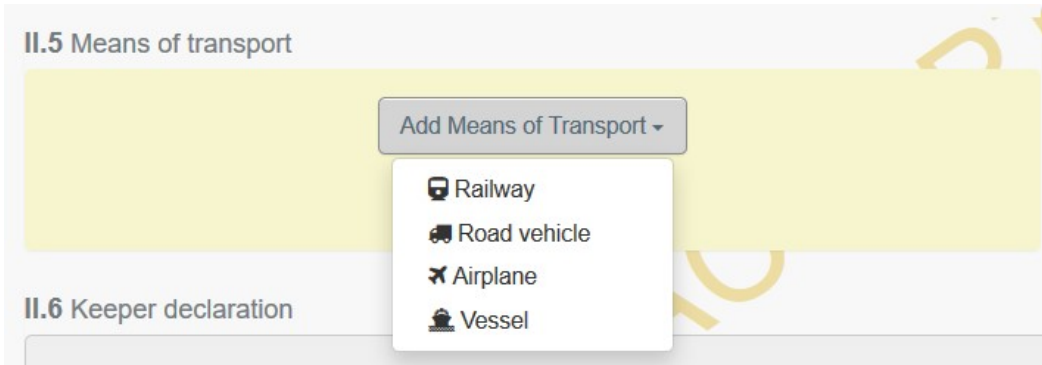 II.5 Means of transport
Add Means of Transport
Railway
Road vehicle
Airplane
Vessel
II.6 Keeper declaration